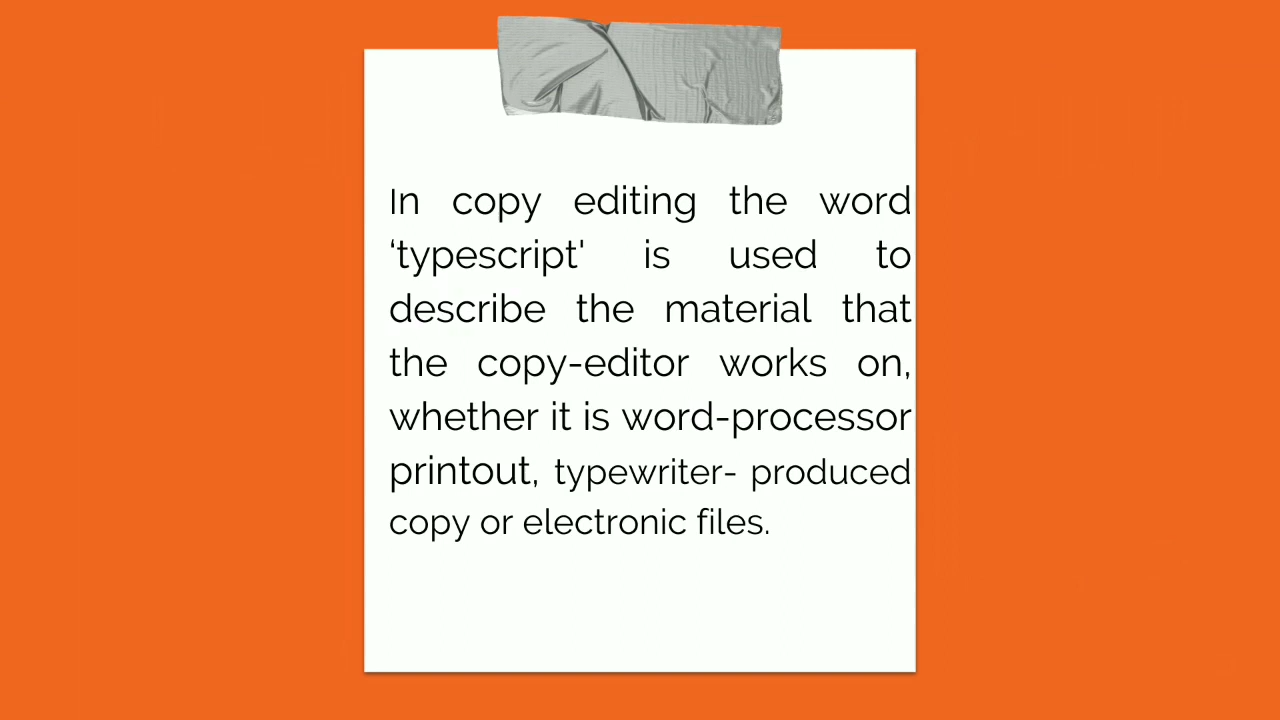 In copy editing the word
‘typescript' is used to
describe the material that
the copy-editor works on,
whether it is word-processor
printout, typewriter- produced
copy or electronic files.